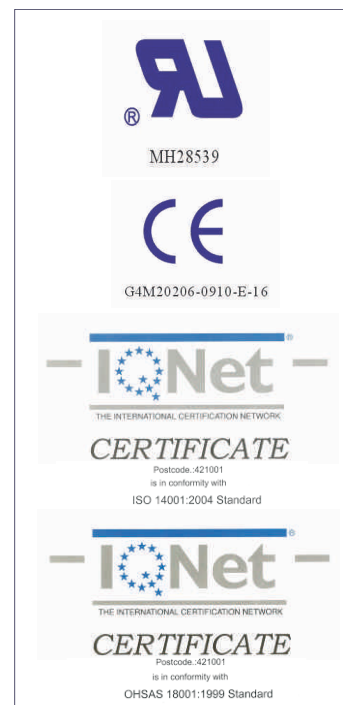 ®
MH28539
CE
G4M20206-0910-E-16
IQNet ®
THE INTERNATIONAL CERTIFICATION NETWORK
CERTIFICATE
Postcode.:421001
is in conformity with
ISO 14001:2004 Standard
IQNet ®
THE INTERNATIONAL CERTIFICATION NETWORK
CERTIFICATE
Postcode.:421001
is in conformity with
OHSAS 18001:1999 Standard